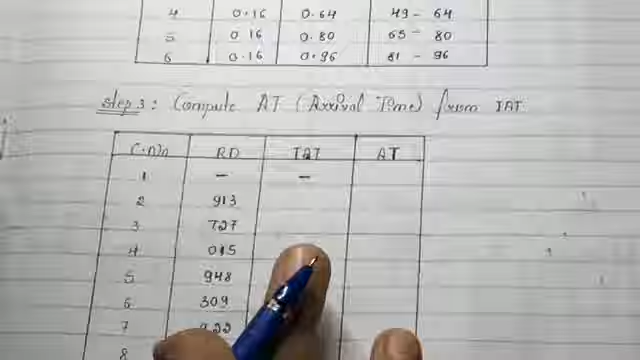 4 0.16 0.64 49 - 64
5 0.16 0.80 65 - 80
6 0.16 0.96 81 - 96
Step 3: Compute AT (Arrival Time) from IAT
C.No RD IAT AT
1 - -
2 913
3 727
4 015
5 948
6 309
7 922
8